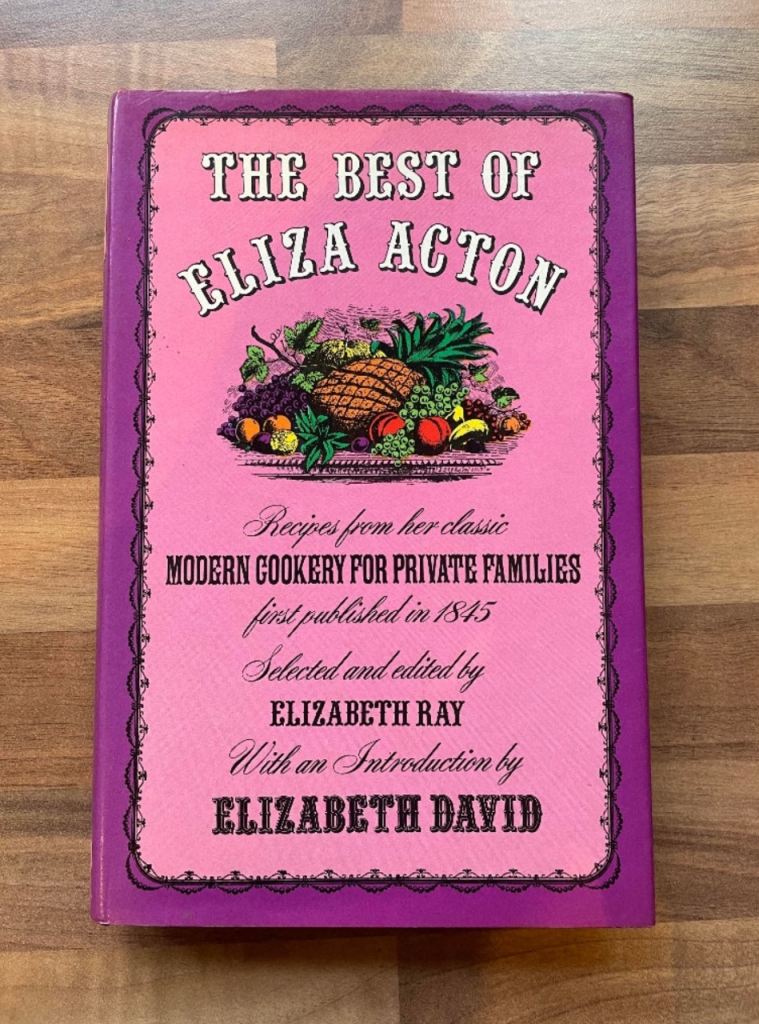 THE BEST OF
ELIZA ACTON
Recipes from her classic
MODERN COOKERY FOR PRIVATE FAMILIES
first published in 1845
Selected and edited by
ELIZABETH RAY
With an Introduction by
ELIZABETH DAVID